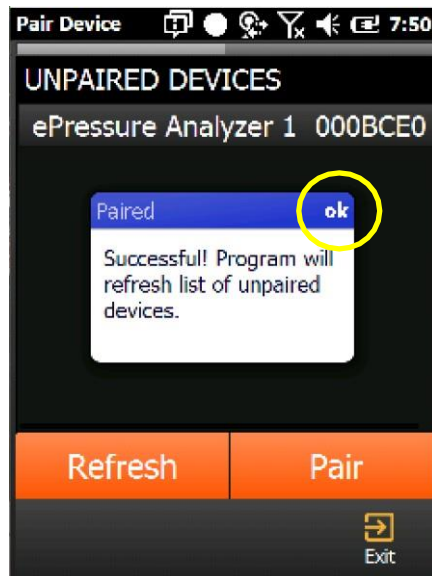 Pair Device 7:50
UNPAIRED DEVICES
ePressure Analyzer 1 000BCE0
Paired ok
Successful! Program will
refresh list of unpaired
devices.
Refresh Pair
Exit